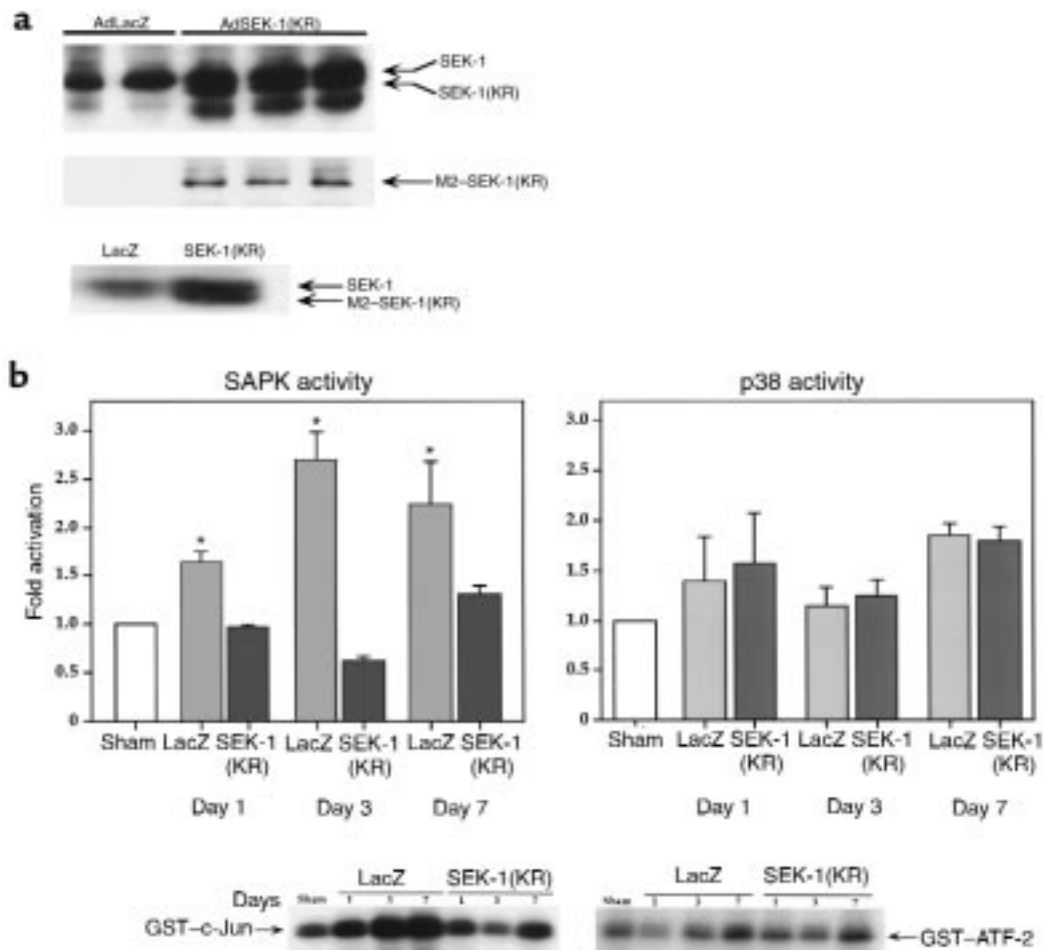 a
AdLacZ AdSEK-1(KR)
SEK-1
SEK-1(KR)
M2–SEK-1(KR)
LacZ SEK-1(KR)
SEK-1
M2–SEK-1(KR)
b
SAPK activity
p38 activity
Fold activation
3.0
2.5
2.0
1.5
1.0
0.5
0
* * *
Sham LacZ SEK-1 (KR) LacZ SEK-1 (KR) LacZ SEK-1 (KR)
Day 1 Day 3 Day 7
3.0
2.5
2.0
1.5
1.0
0.5
0
Sham LacZ SEK-1 (KR) LacZ SEK-1 (KR) LacZ SEK-1 (KR)
Day 1 Day 3 Day 7
LacZ SEK-1(KR)
Days Sham 1 3 7 1 3 7
GST–c-Jun
LacZ SEK-1(KR)
Sham 1 3 7 1 3 7
GST–ATF-2